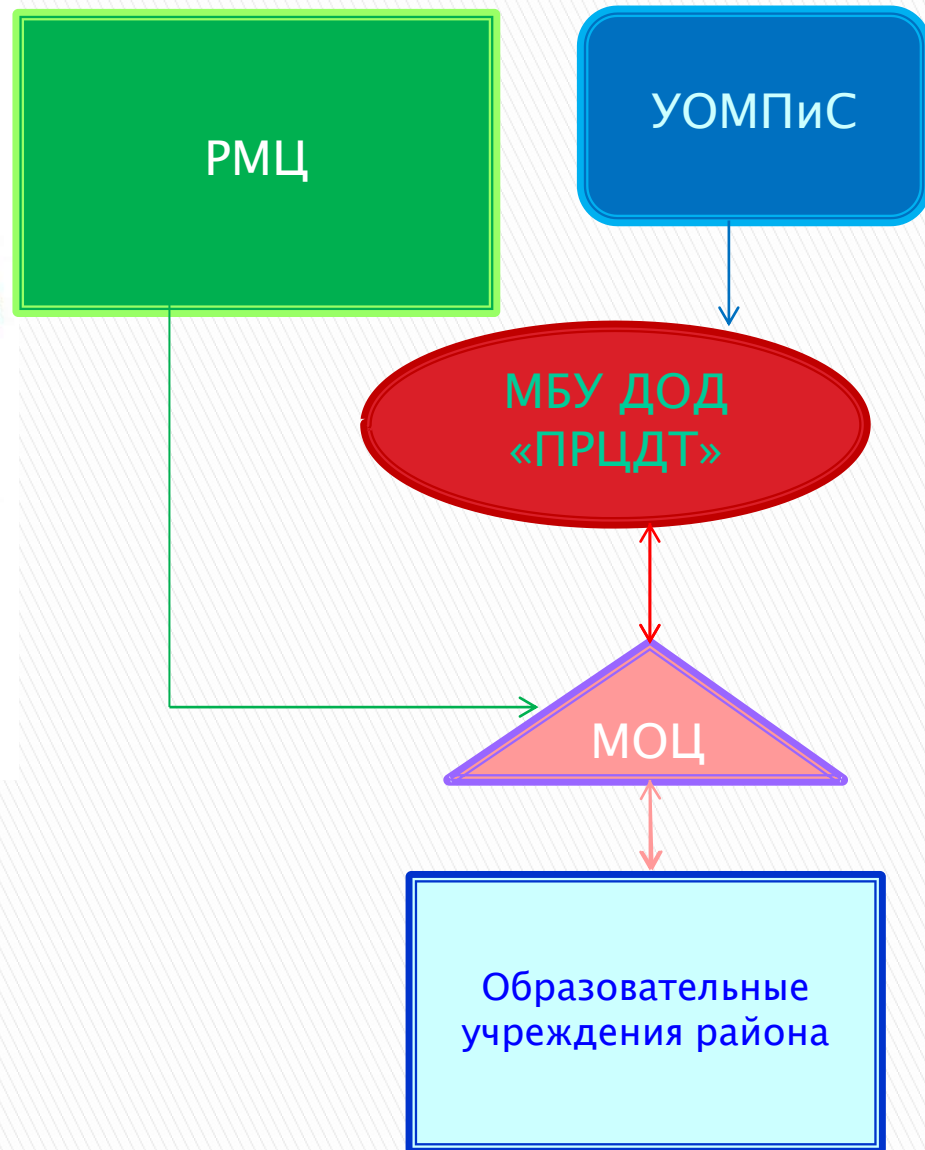 РМЦ
УОМПиС
МБУ ДОД
«ПРЦДТ»
МОЦ
Образовательные
учреждения района